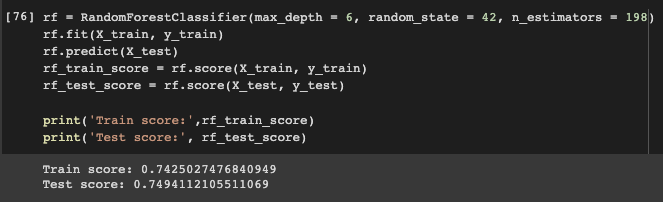 [76] rf = RandomForestClassifier(max_depth = 6, random_state = 42, n_estimators = 198)
rf.fit(X_train, y_train)
rf.predict(X_test)
rf_train_score = rf.score(X_train, y_train)
rf_test_score = rf.score(X_test, y_test)
print('Train score:',rf_train_score)
print('Test score:', rf_test_score)
Train score: 0.7425027476840949
Test score: 0.7494112105511069